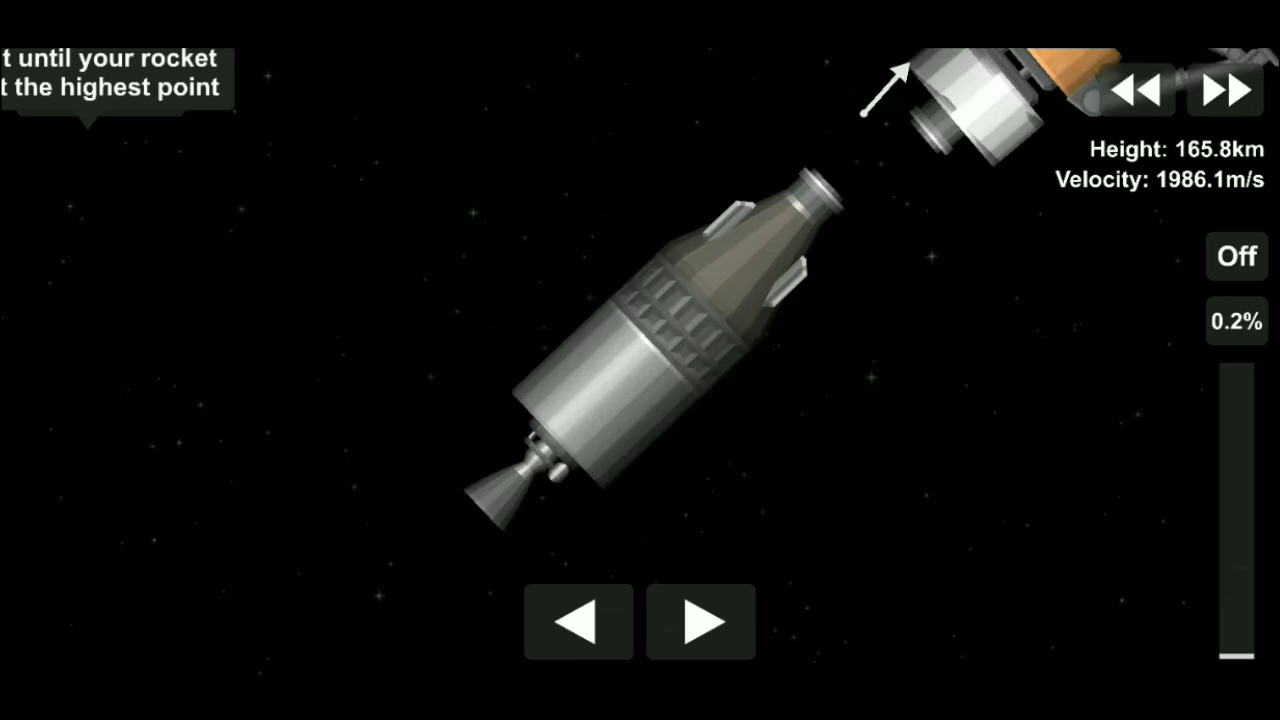 t until your rocket
t the highest point
Height: 165.8km
Velocity: 1986.1m/s
Off
0.2%